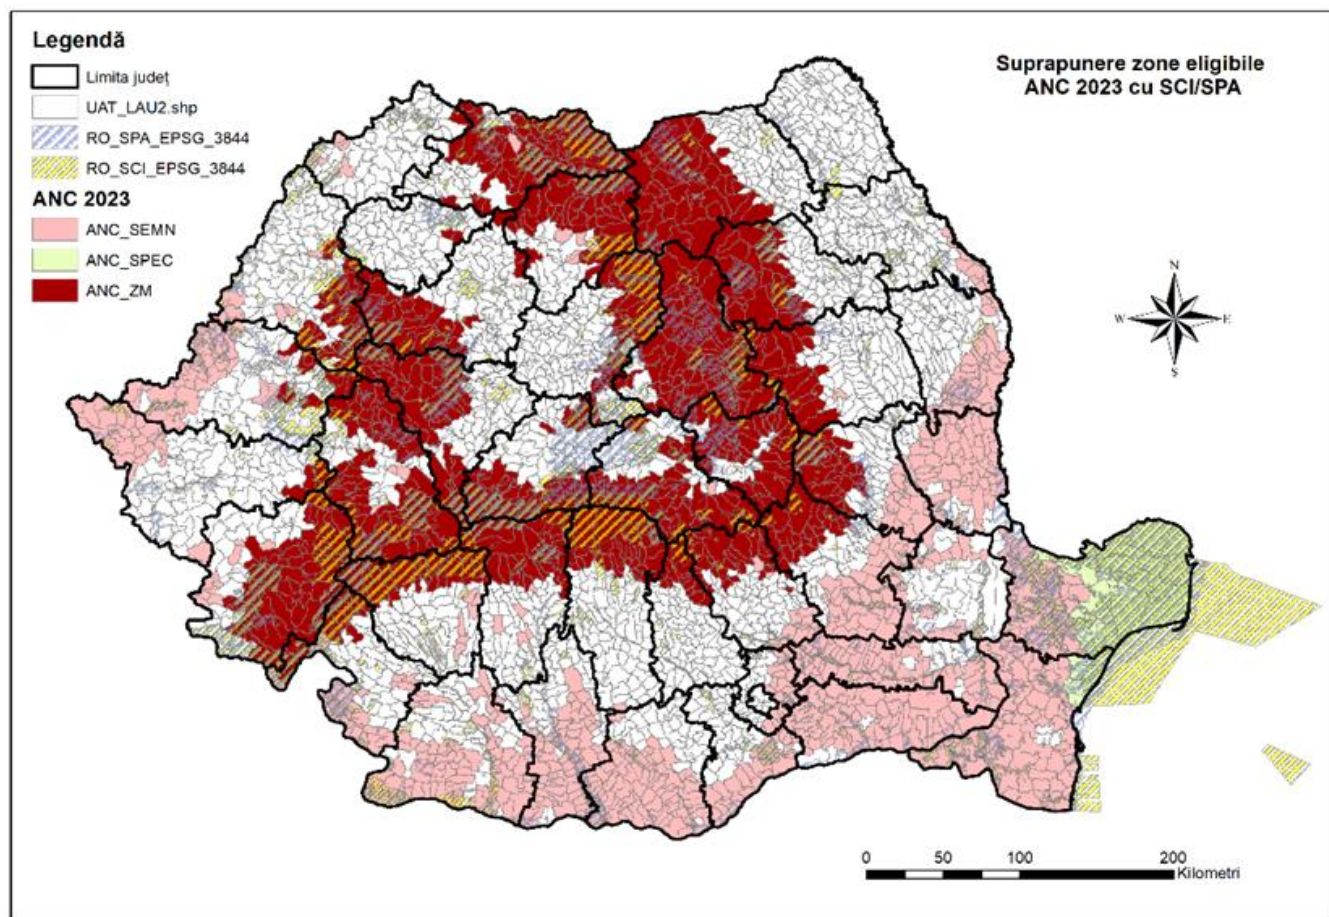 Legendă
Limita județ
UAT_LAU2.shp
RO_SPA_EPSG_3844
RO_SCI_EPSG_3844
ANC 2023
ANC_SEMN
ANC_SPEC
ANC_ZM
Suprapunere zone eligibile
ANC 2023 cu SCI/SPA
N
W E
S
0 50 100 200
Kilometri